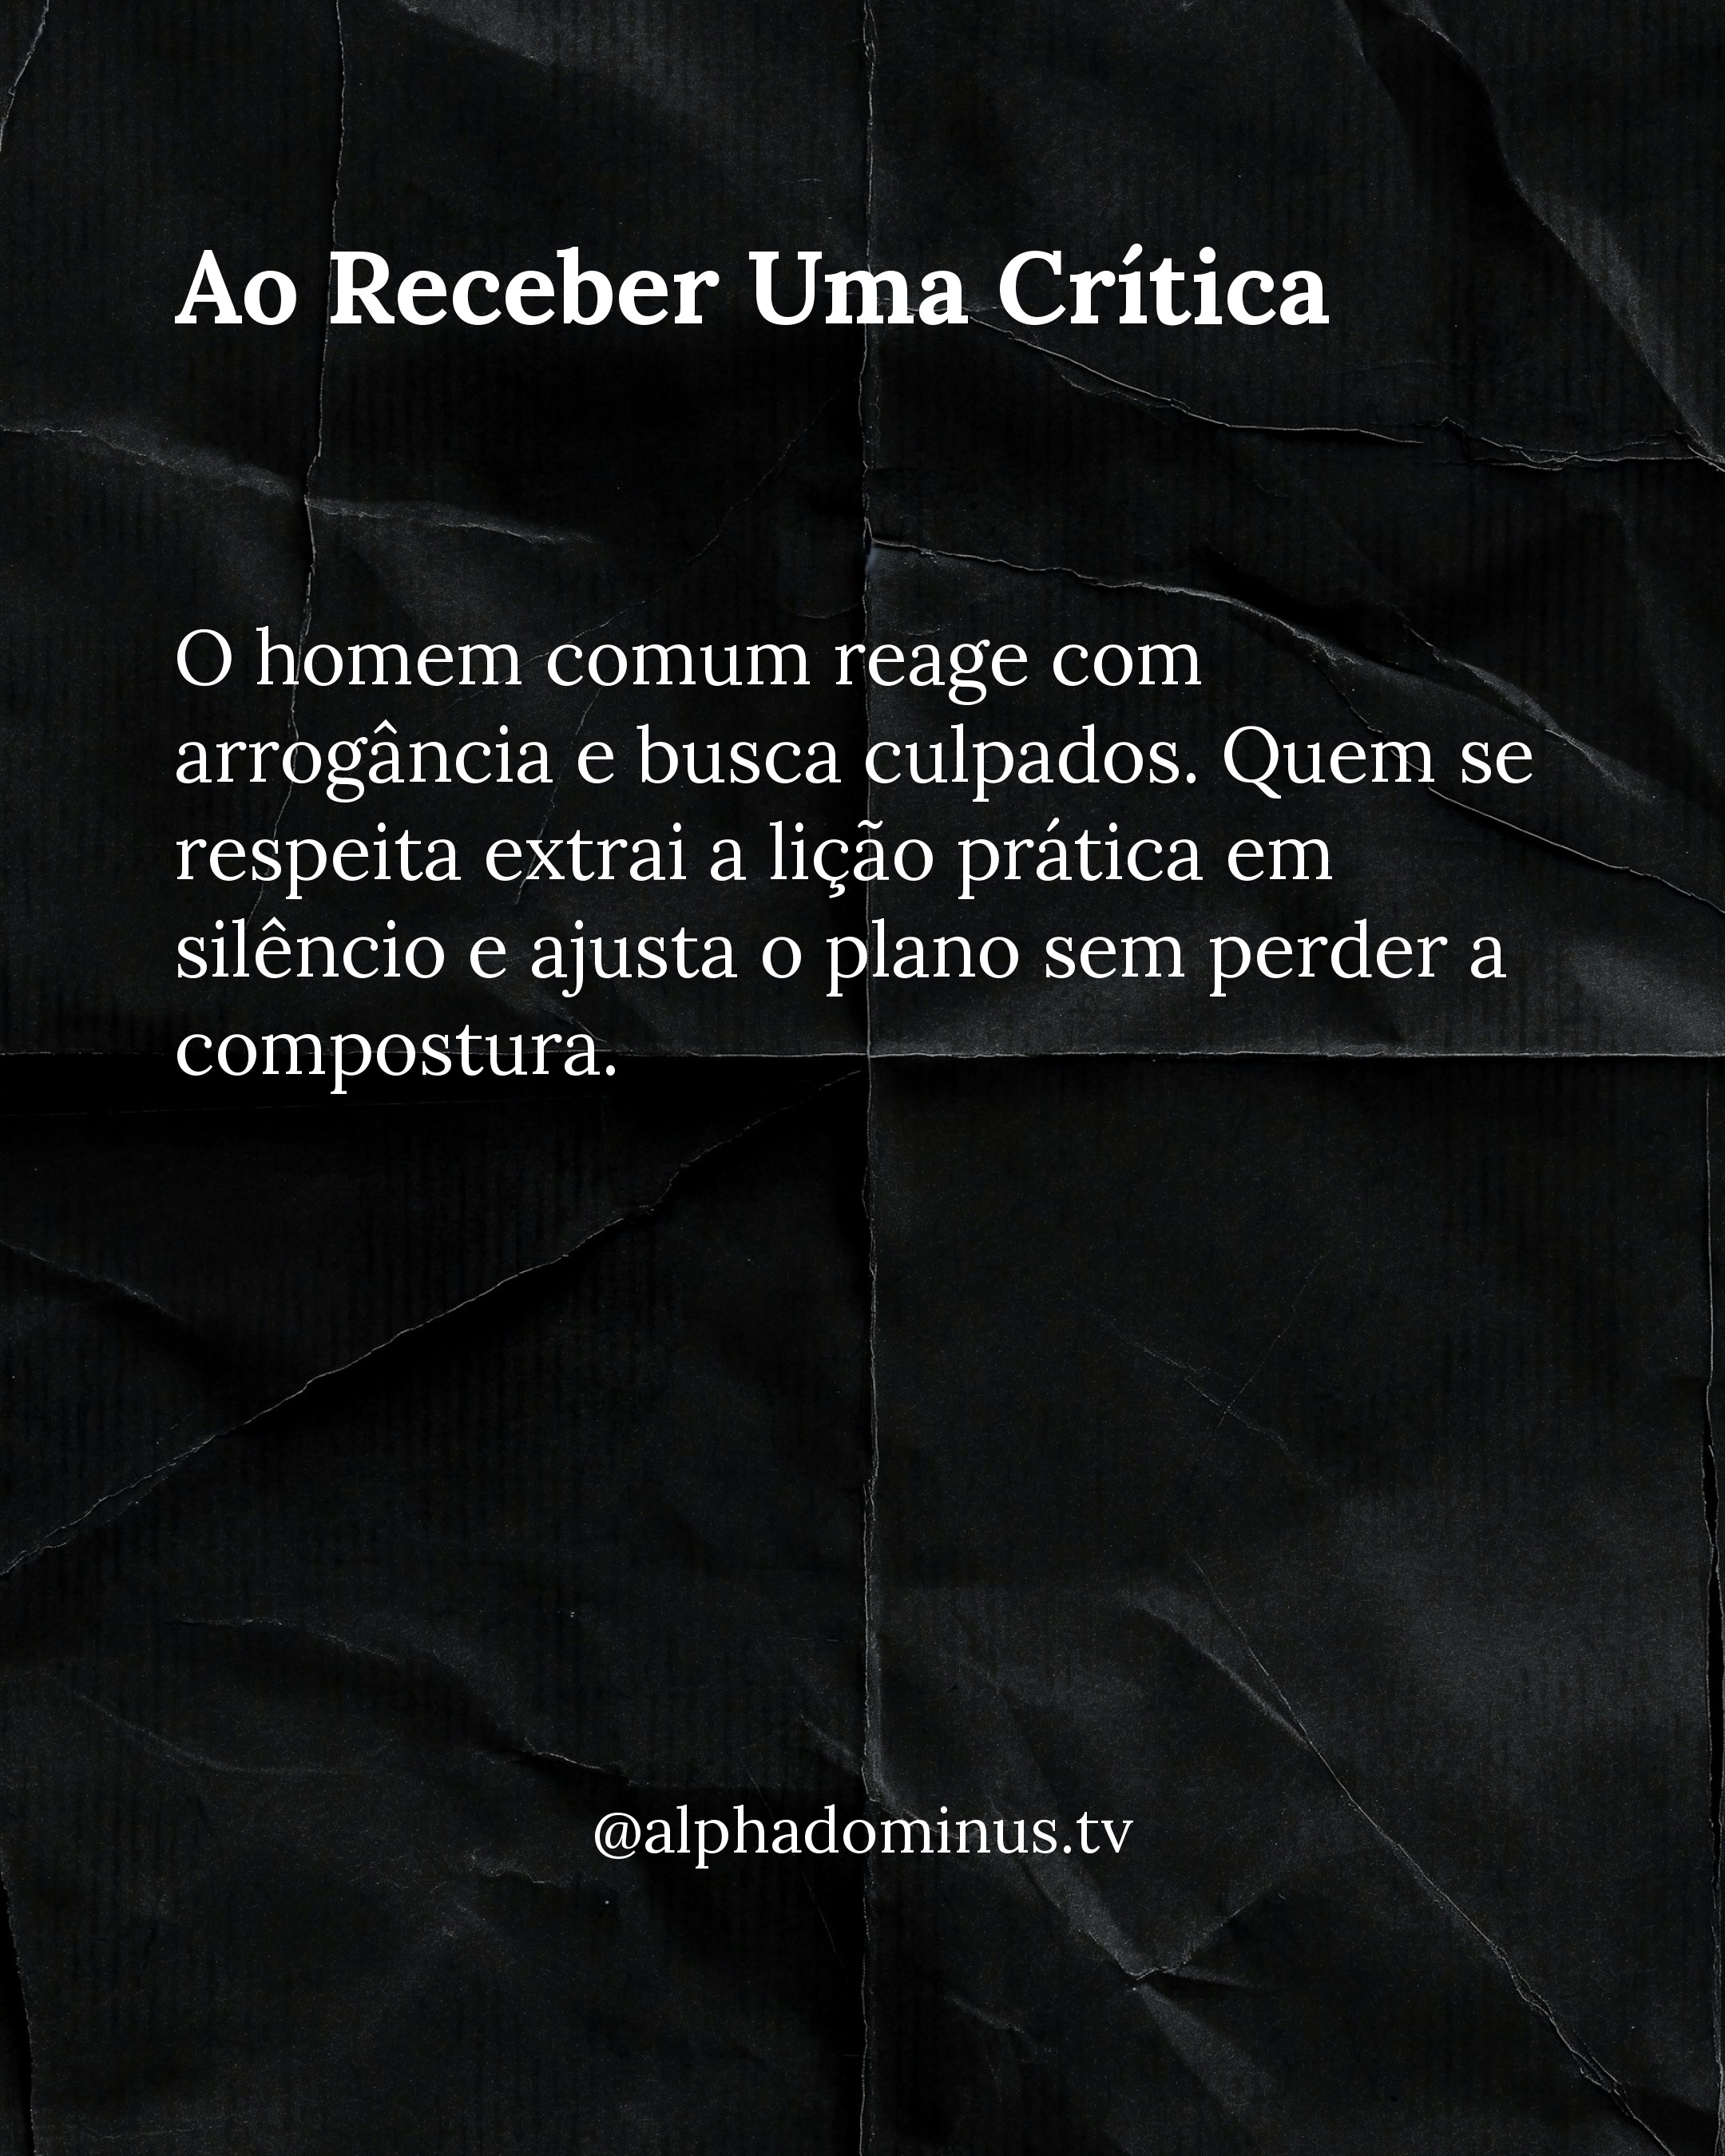 Ao Receber Uma Crítica
O homem comum reage com
arrogância e busca culpados. Quem se
respeita extrai a lição prática em
silêncio e ajusta o plano sem perder a
compostura.
@alphadominus.tv